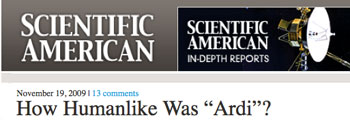 SCIENTIFIC
AMERICAN
SCIENTIFIC
AMERICAN
IN-DEPTH REPORTS
November 19, 2009 | 13 comments
How Humanlike Was “Ardi”?